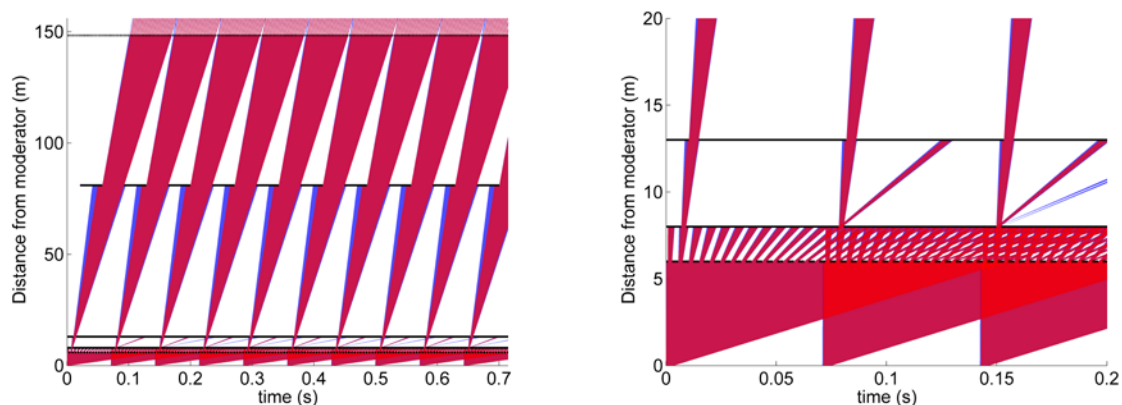 150
100
50
0
Distance from moderator (m)
0 0.1 0.2 0.3 0.4 0.5 0.6 0.7
time (s)
20
15
10
5
0
Distance from moderator (m)
0 0.05 0.1 0.15 0.2
time (s)